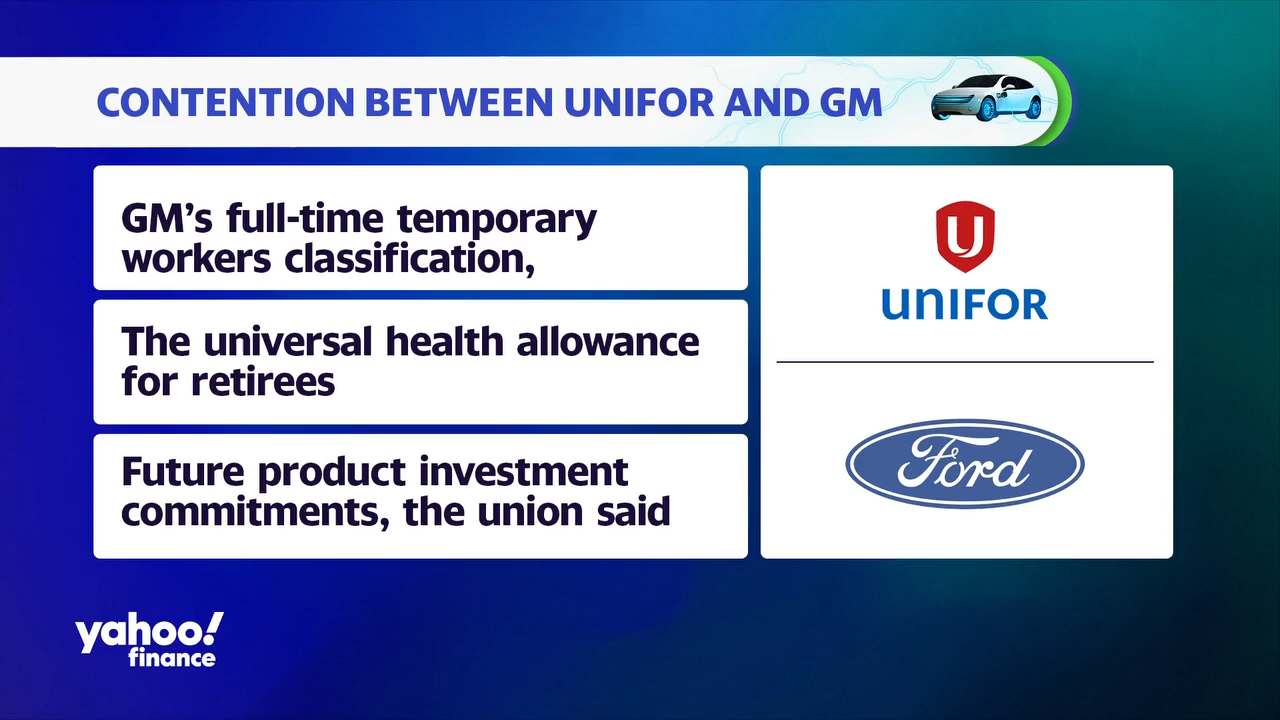 CONTENTION BETWEEN UNIFOR AND GM
GM’s full-time temporary
workers classification,
The universal health allowance
for retirees
Future product investment
commitments, the union said
U
UNIFOR
Ford
yahoo!
finance